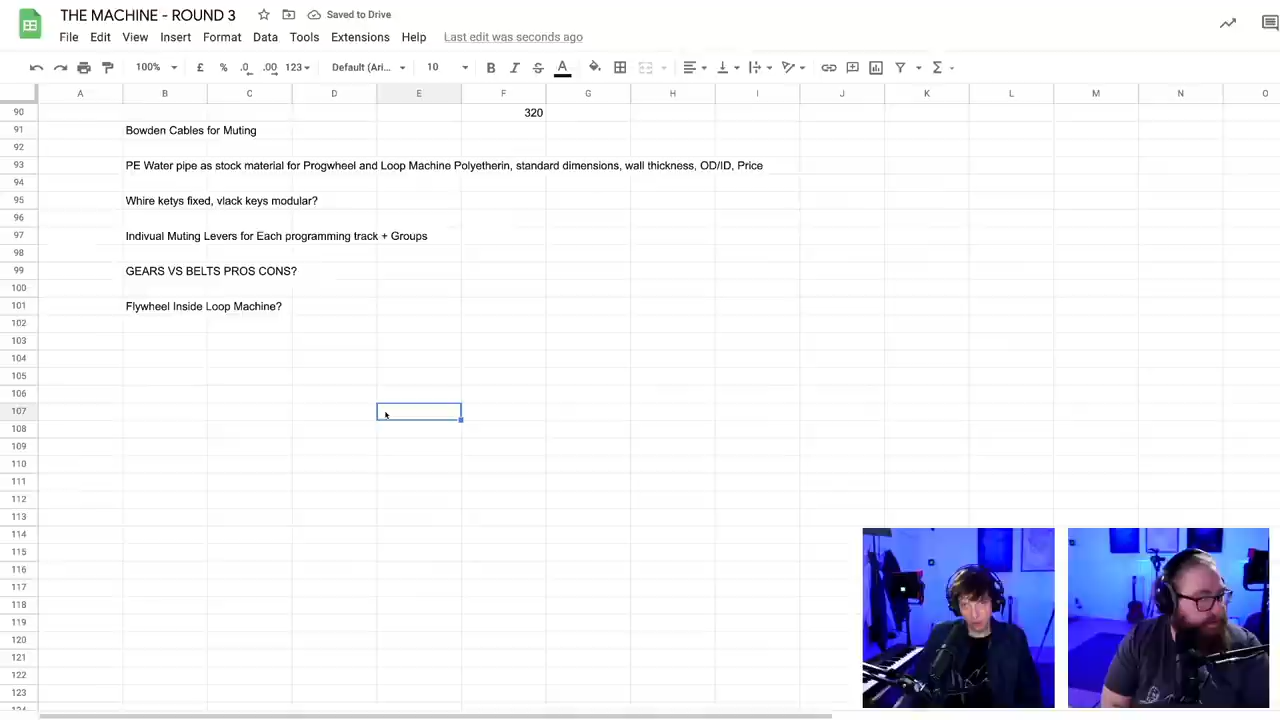 THE MACHINE - ROUND 3
Saved to Drive
File Edit View Insert Format Data Tools Extensions Help Last edit was seconds ago
100% £ % .0 .00 123 Default (Ari... 10 B I S A Σ
A B C D E F G H I J K L M N O
90 320
91 Bowden Cables for Muting
92
93 PE Water pipe as stock material for Progwheel and Loop Machine Polyetherin, standard dimensions, wall thickness, OD/ID, Price
94
95 Whire ketys fixed, vlack keys modular?
96
97 Indivual Muting Levers for Each programming track + Groups
98
99 GEARS VS BELTS PROS CONS?
100
101 Flywheel Inside Loop Machine?
102
103
104
105
106
107
108
109
110
111
112
113
114
115
116
117
118
119
120
121
122
123